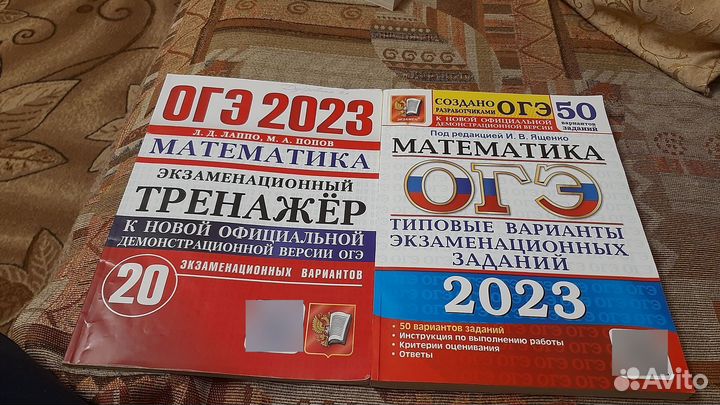 ОГЭ 2023
Л. Д. ЛАППО, М. А. ПОПОВ
МАТЕМАТИКА
ЭКЗАМЕНАЦИОННЫЙ
ТРЕНАЖЁР
К НОВОЙ ОФИЦИАЛЬНОЙ
ДЕМОНСТРАЦИОННОЙ ВЕРСИИ ОГЭ
20
ЭКЗАМЕНАЦИОННЫХ ВАРИАНТОВ
ЭКЗАМЕН
СОЗДАНО
РАЗРАБОТЧИКАМИ
ОГЭ
К НОВОЙ ОФИЦИАЛЬНОЙ
ДЕМОНСТРАЦИОННОЙ ВЕРСИИ
50
вариантов
заданий
Под редакцией И. В. Ященко
МАТЕМАТИКА
ОГЭ
ТИПОВЫЕ ВАРИАНТЫ
ЭКЗАМЕНАЦИОННЫХ
ЗАДАНИЙ
2023
• 50 вариантов заданий
• Инструкция по выполнению работы
• Критерии оценивания
• Ответы
Avito